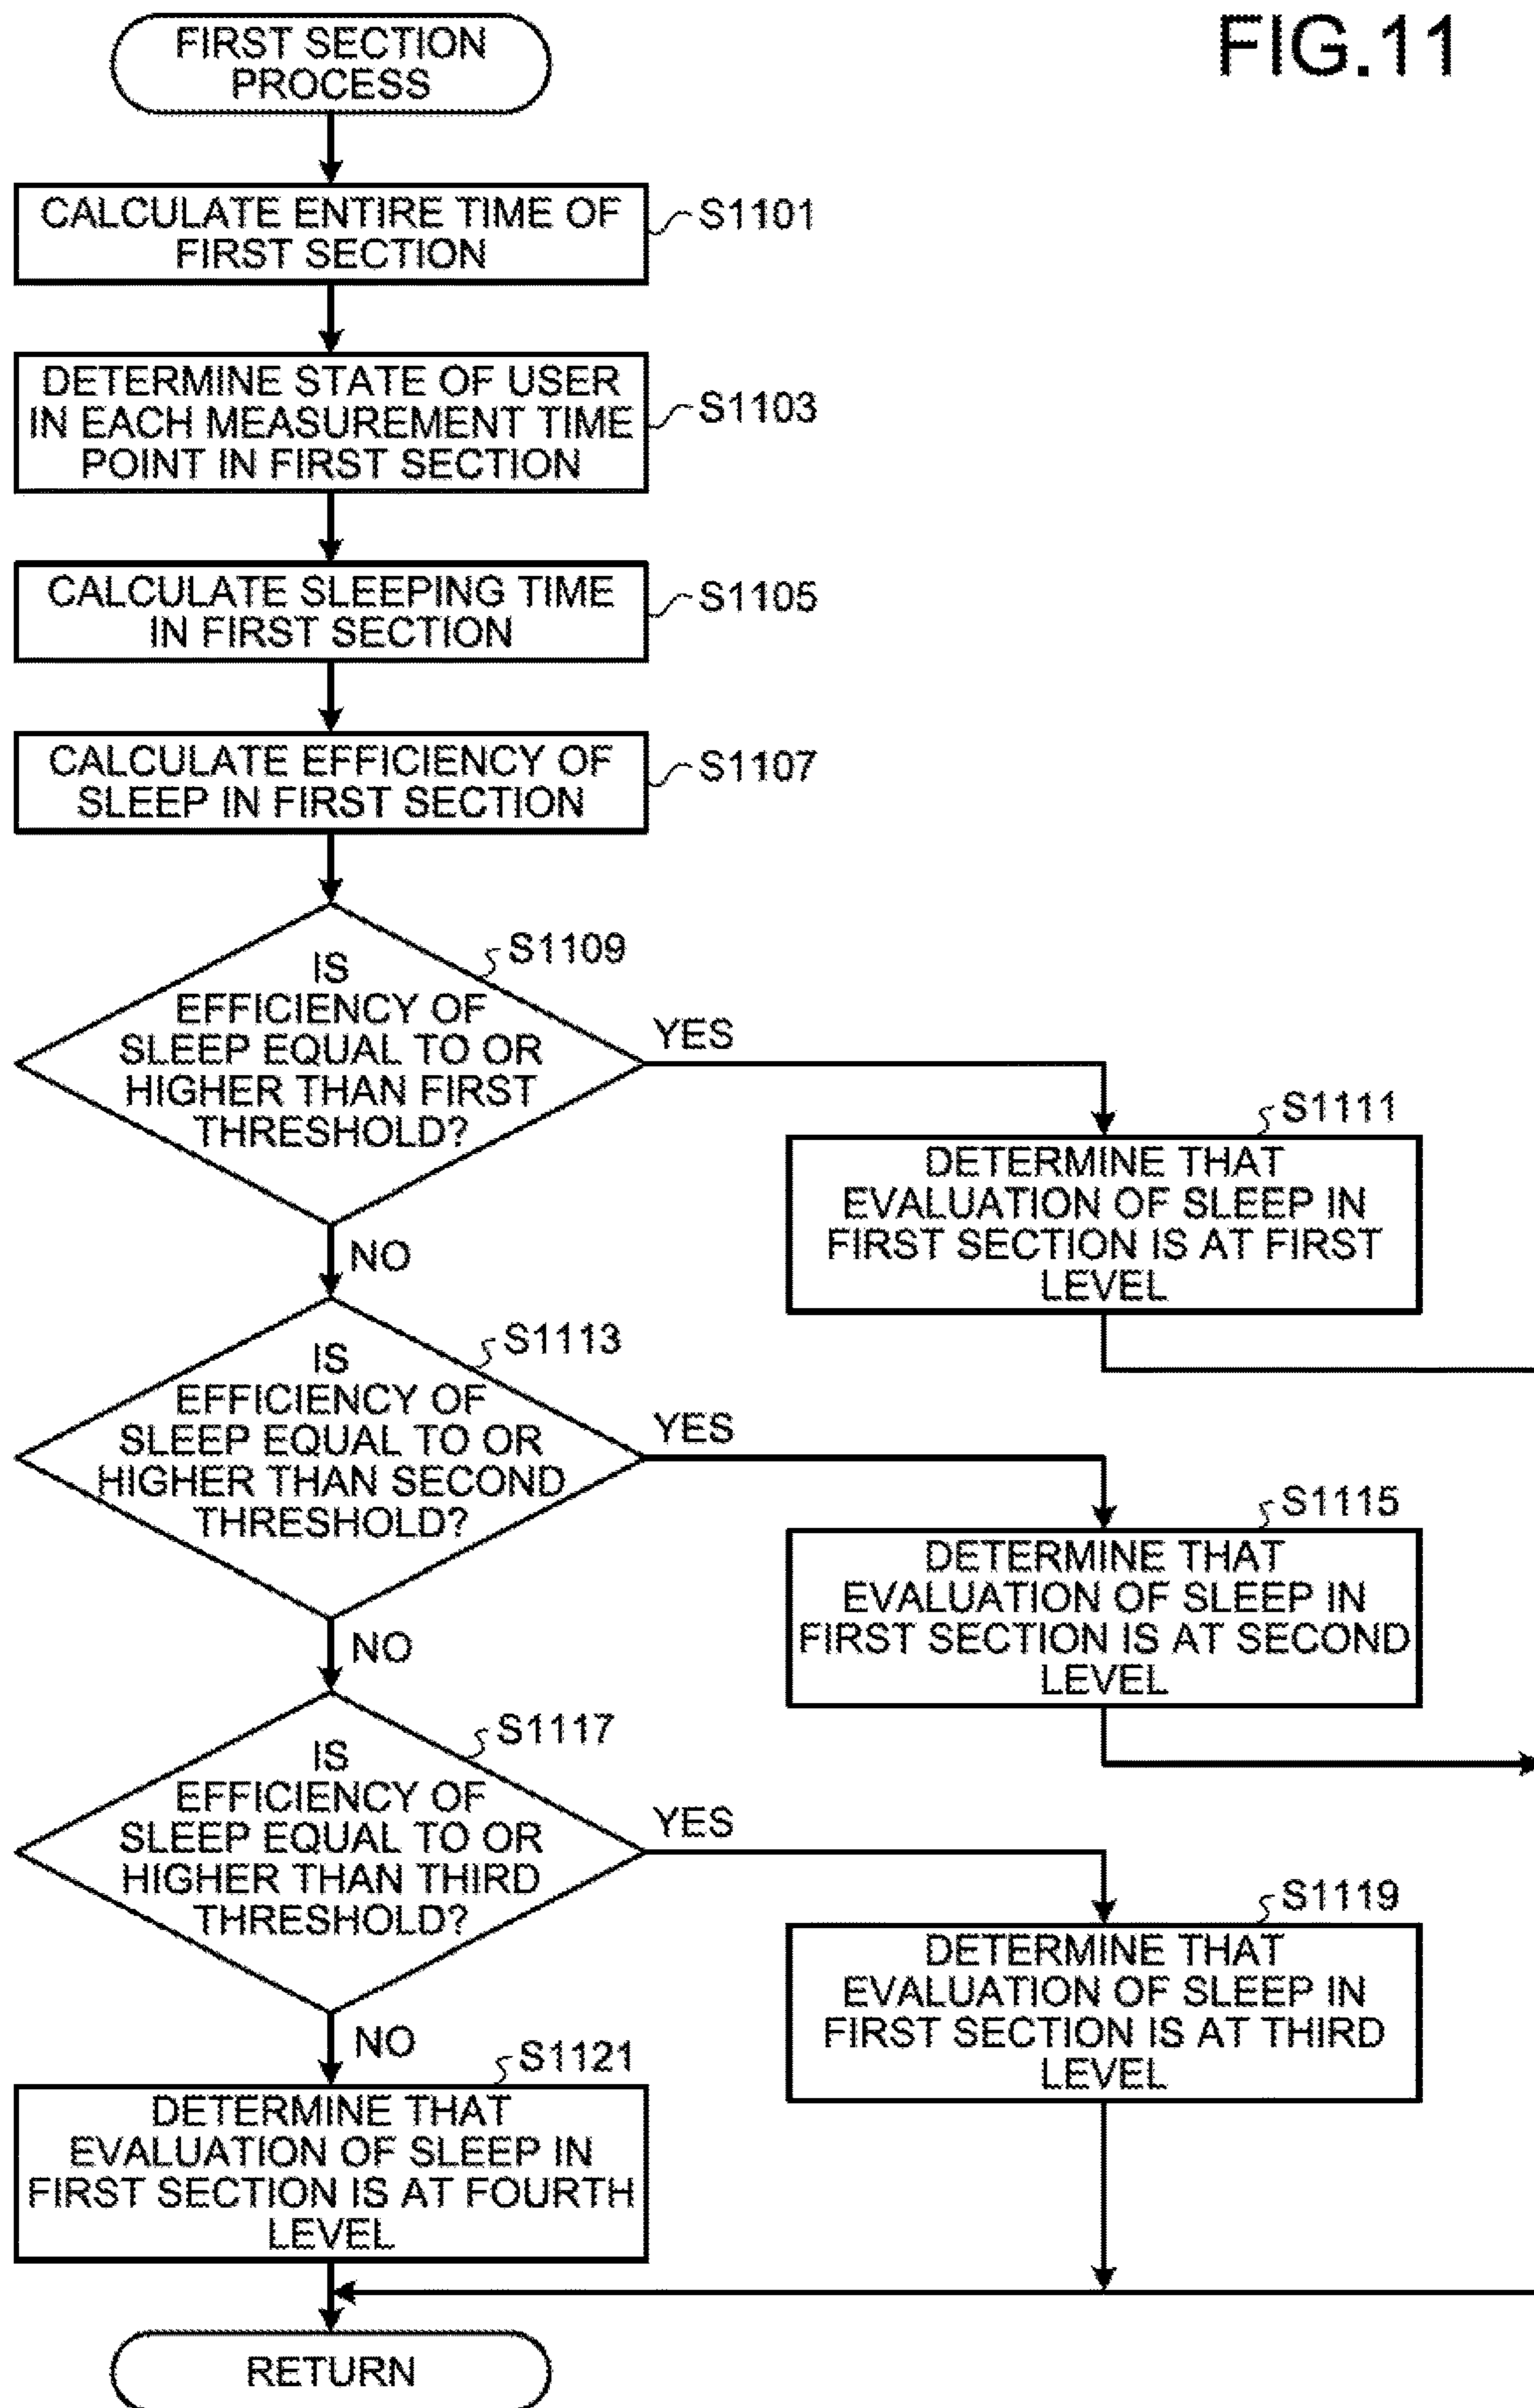 FIG.11
FIRST SECTION
PROCESS
CALCULATE ENTIRE TIME OF
FIRST SECTION
S1101
DETERMINE STATE OF USER
IN EACH MEASUREMENT TIME
POINT IN FIRST SECTION
S1103
CALCULATE SLEEPING TIME
IN FIRST SECTION
S1105
CALCULATE EFFICIENCY OF
SLEEP IN FIRST SECTION
S1107
S1109
IS
EFFICIENCY OF
SLEEP EQUAL TO OR
HIGHER THAN FIRST
THRESHOLD?
YES
NO
S1111
DETERMINE THAT
EVALUATION OF SLEEP IN
FIRST SECTION IS AT FIRST
LEVEL
S1113
IS
EFFICIENCY OF
SLEEP EQUAL TO OR
HIGHER THAN SECOND
THRESHOLD?
YES
NO
S1115
DETERMINE THAT
EVALUATION OF SLEEP IN
FIRST SECTION IS AT SECOND
LEVEL
S1117
IS
EFFICIENCY OF
SLEEP EQUAL TO OR
HIGHER THAN THIRD
THRESHOLD?
YES
NO
S1119
DETERMINE THAT
EVALUATION OF SLEEP IN
FIRST SECTION IS AT THIRD
LEVEL
S1121
DETERMINE THAT
EVALUATION OF SLEEP IN
FIRST SECTION IS AT FOURTH
LEVEL
RETURN